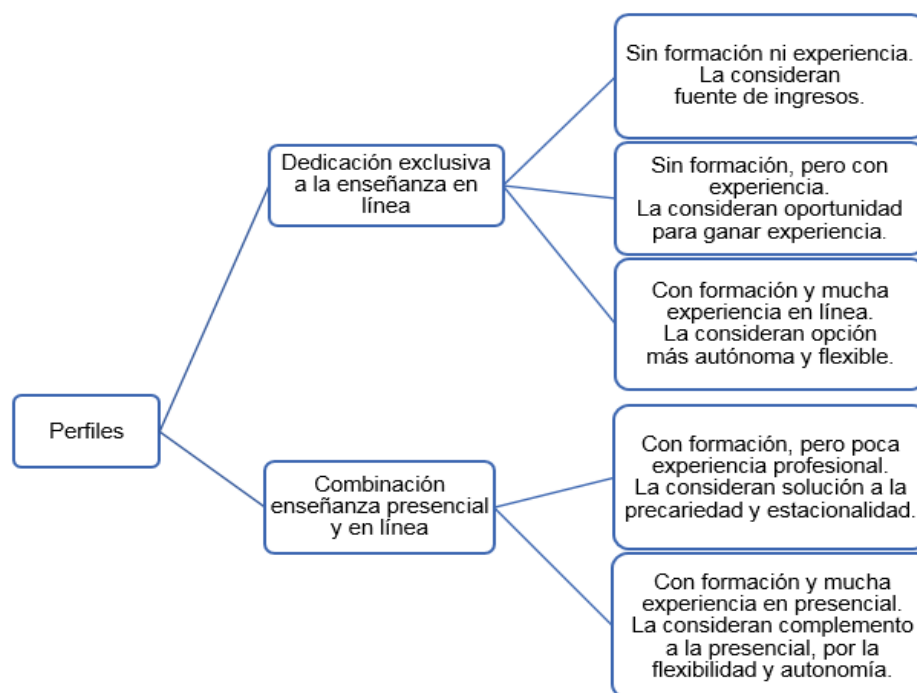 Perfiles
Dedicación exclusiva
a la enseñanza en
línea
Sin formación ni experiencia.
La consideran
fuente de ingresos.
Sin formación, pero con
experiencia.
La consideran oportunidad
para ganar experiencia.
Con formación y mucha
experiencia en línea.
La consideran opción
más autónoma y flexible.
Combinación
enseñanza presencial
y en línea
Con formación, pero poca
experiencia profesional.
La consideran solución a la
precariedad y estacionalidad.
Con formación y mucha
experiencia en presencial.
La consideran complemento
a la presencial, por la
flexibilidad y autonomía.